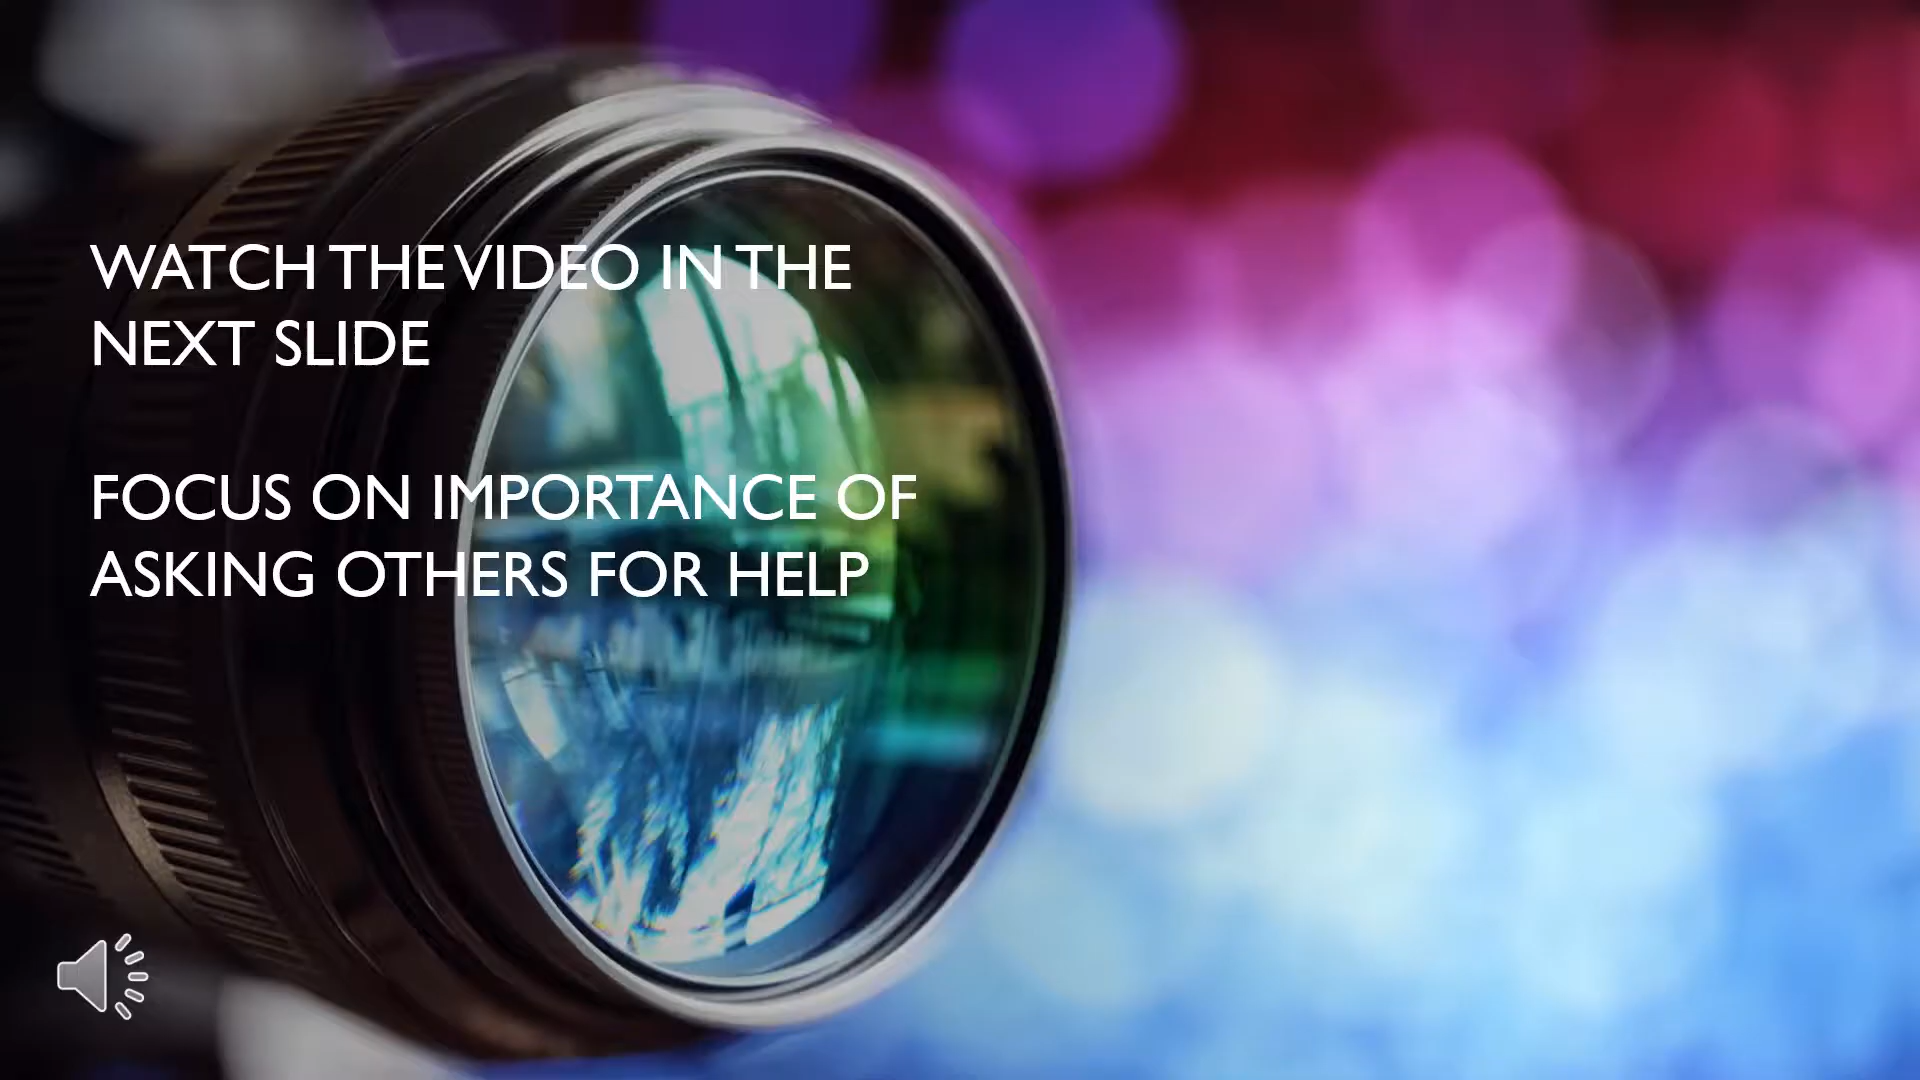 WATCH THE VIDEO IN THE
NEXT SLIDE
FOCUS ON IMPORTANCE OF
ASKING OTHERS FOR HELP